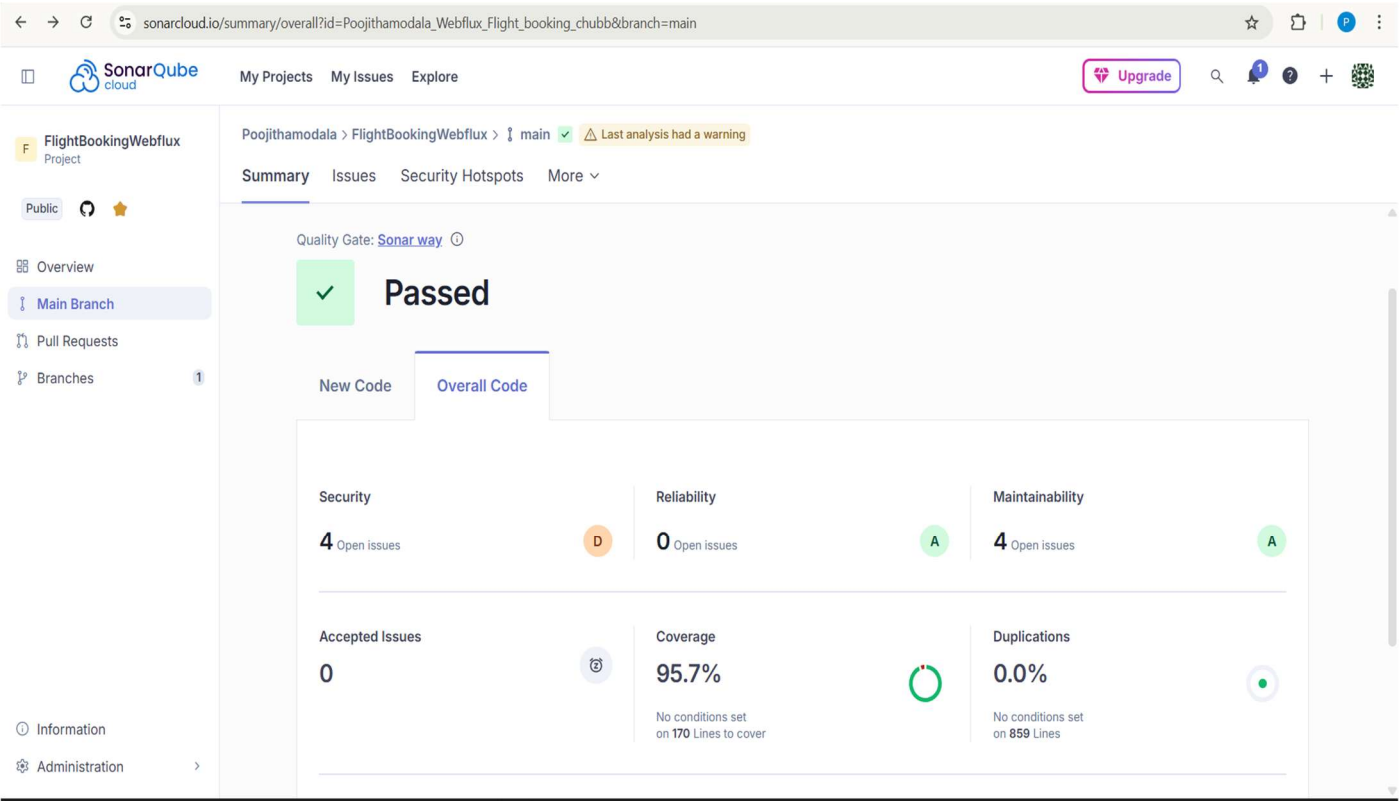 sonarcloud.io/summary/overall?id=Poojithamodala_Webflux_Flight_booking_chubb&branch=main
P
SonarQube
cloud
My Projects My Issues Explore
Upgrade
1
?
F
FlightBookingWebflux
Project
Public
Overview
Main Branch
Pull Requests
Branches 1
Information
Administration
Poojithamodala > FlightBookingWebflux > main Last analysis had a warning
Summary Issues Security Hotspots More
Quality Gate: Sonar way
Passed
New Code Overall Code
Security Reliability Maintainability
4 Open issues D 0 Open issues A 4 Open issues A
Accepted Issues Coverage Duplications
0 95.7% 0.0%
No conditions set No conditions set
on 170 Lines to cover on 859 Lines